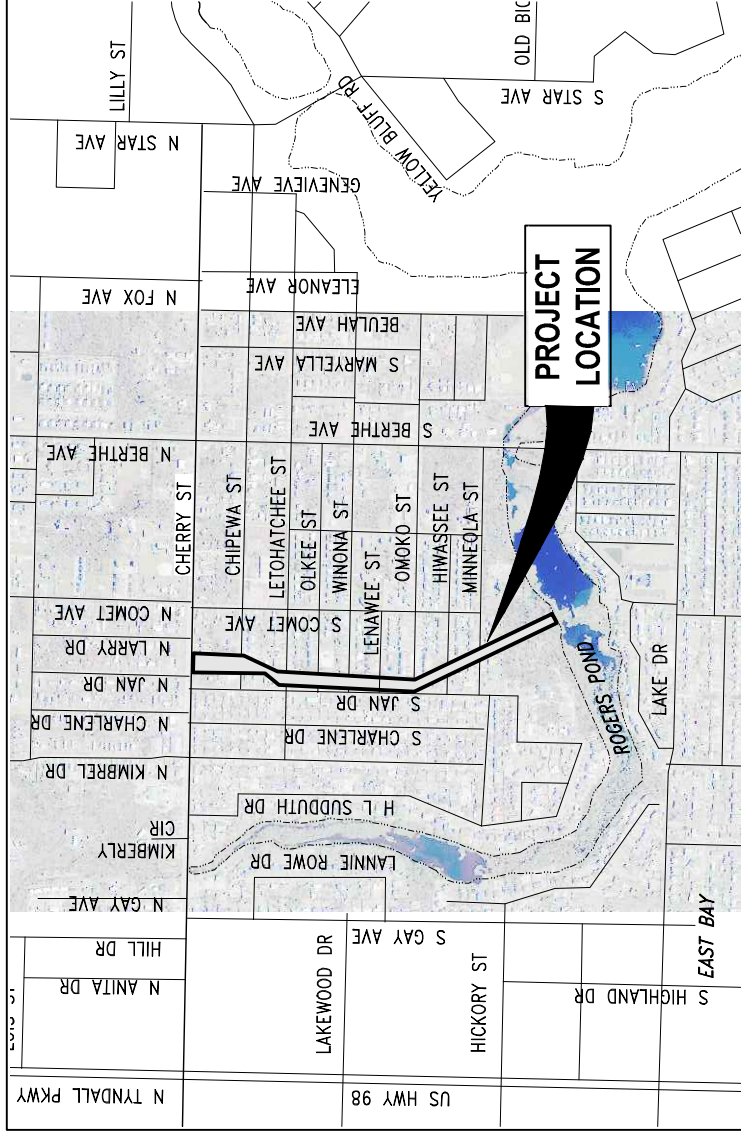 LILLY ST
OLD BIG
N STAR AVE
S STAR AVE
YELLOW BLUFF RD
GENEVIEVE AVE
N FOX AVE
ELEANOR AVE
BEULAH AVE
S MARYELLA AVE
PROJECT
LOCATION
N BERTHE AVE
S BERTHE AVE
CHERRY ST
CHIPEWA ST
LETOHATCHEE ST
OLKEE ST
WINONA ST
LENAWEE ST
OMOKO ST
HIWASSEE ST
MINNEOLA ST
N COMET AVE
S COMET AVE
N LARRY DR
N JAN DR
S JAN DR
N CHARLENE DR
S CHARLENE DR
N KIMBREL DR
ROGERS POND
LAKE DR
H L SUDDUTH DR
KIMBERLY
CIR
LANNIE ROWE DR
N GAY AVE
S GAY AVE
HILL DR
N ANITA DR
LAKEWOOD DR
HICKORY ST
S HIGHLAND DR
EAST BAY
N TYNDALL PKWY
US HWY 98